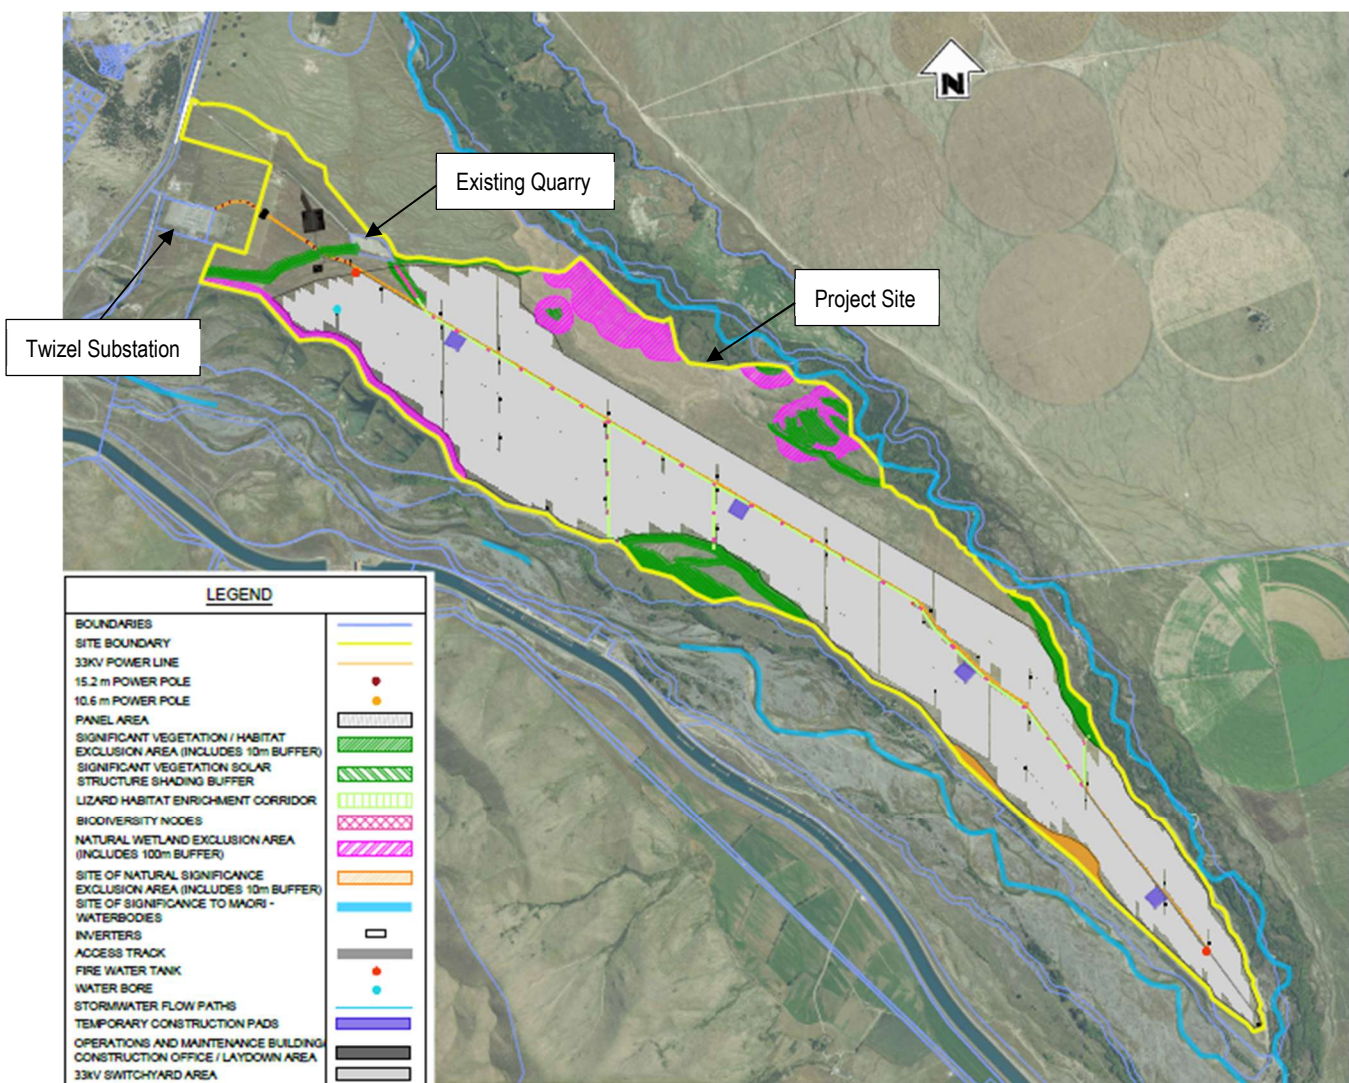 N
Existing Quarry
Project Site
Twizel Substation
LEGEND
BOUNDARIES
SITE BOUNDARY
33KV POWER LINE
15.2 m POWER POLE
10.6 m POWER POLE
PANEL AREA
SIGNIFICANT VEGETATION / HABITAT
EXCLUSION AREA (INCLUDES 10m BUFFER)
SIGNIFICANT VEGETATION SOLAR
STRUCTURE SHADING BUFFER
LIZARD HABITAT ENRICHMENT CORRIDOR
BIODIVERSITY NODES
NATURAL WETLAND EXCLUSION AREA
(INCLUDES 100m BUFFER)
SITE OF NATURAL SIGNIFICANCE
EXCLUSION AREA (INCLUDES 10m BUFFER)
SITE OF SIGNIFICANCE TO MAORI -
WATERBODIES
INVERTERS
ACCESS TRACK
FIRE WATER TANK
WATER BORE
STORMWATER FLOW PATHS
TEMPORARY CONSTRUCTION PADS
OPERATIONS AND MAINTENANCE BUILDING/
CONSTRUCTION OFFICE / LAYDOWN AREA
33kV SWITCHYARD AREA